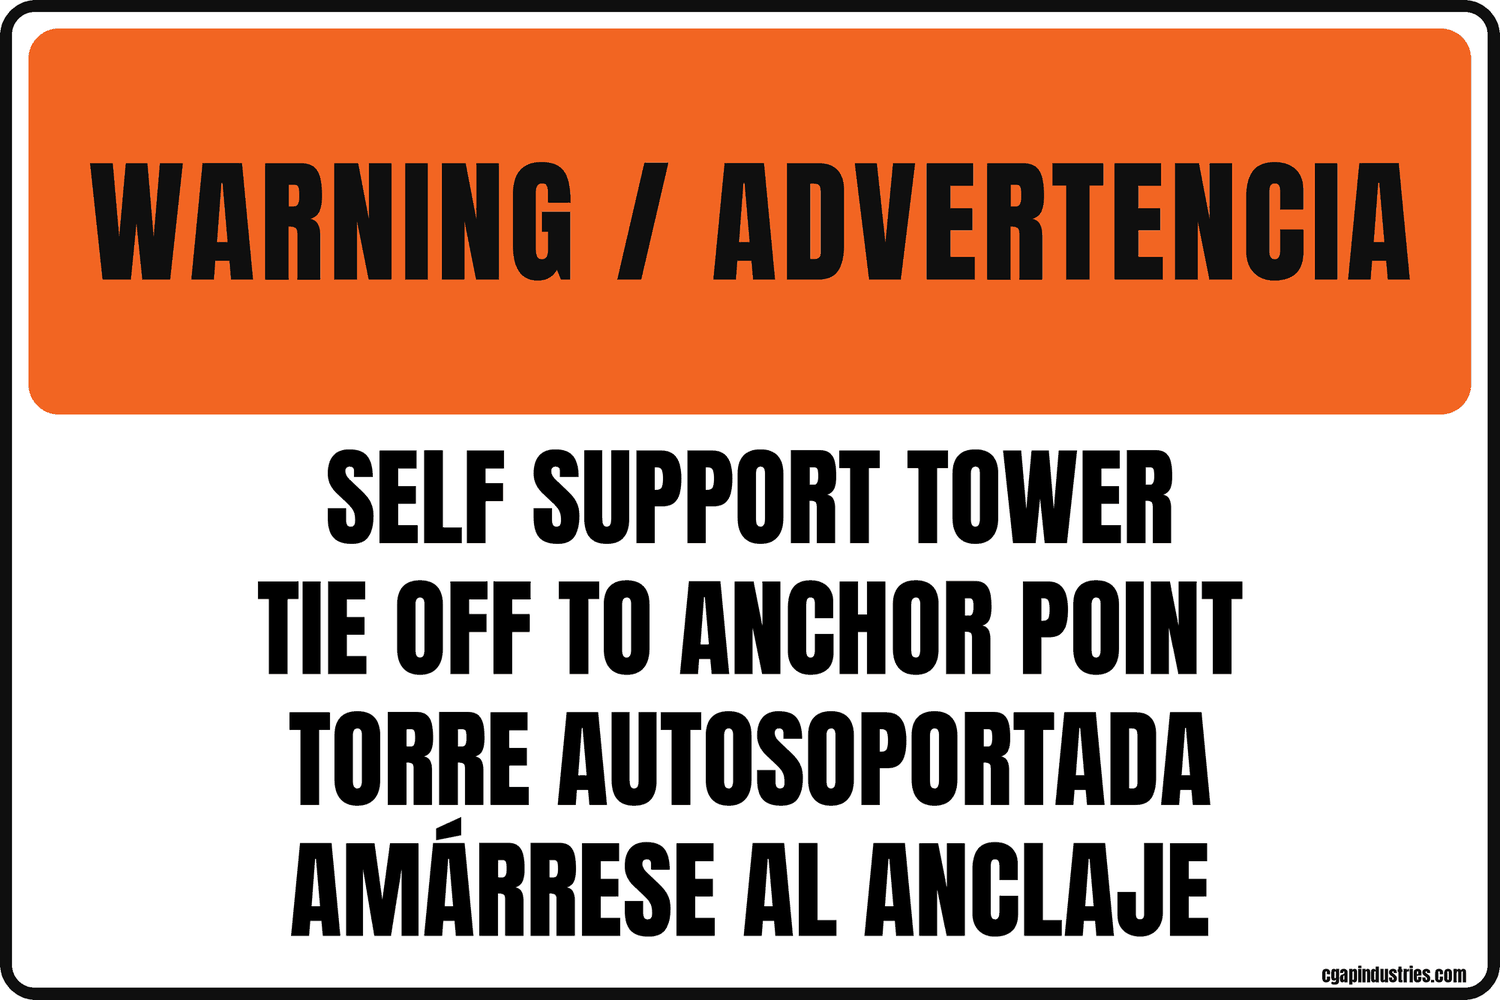 WARNING / ADVERTENCIA
SELF SUPPORT TOWER
TIE OFF TO ANCHOR POINT
TORRE AUTOSOPORTADA
AMÁRRESE AL ANCLAJE
cgapindustries.com